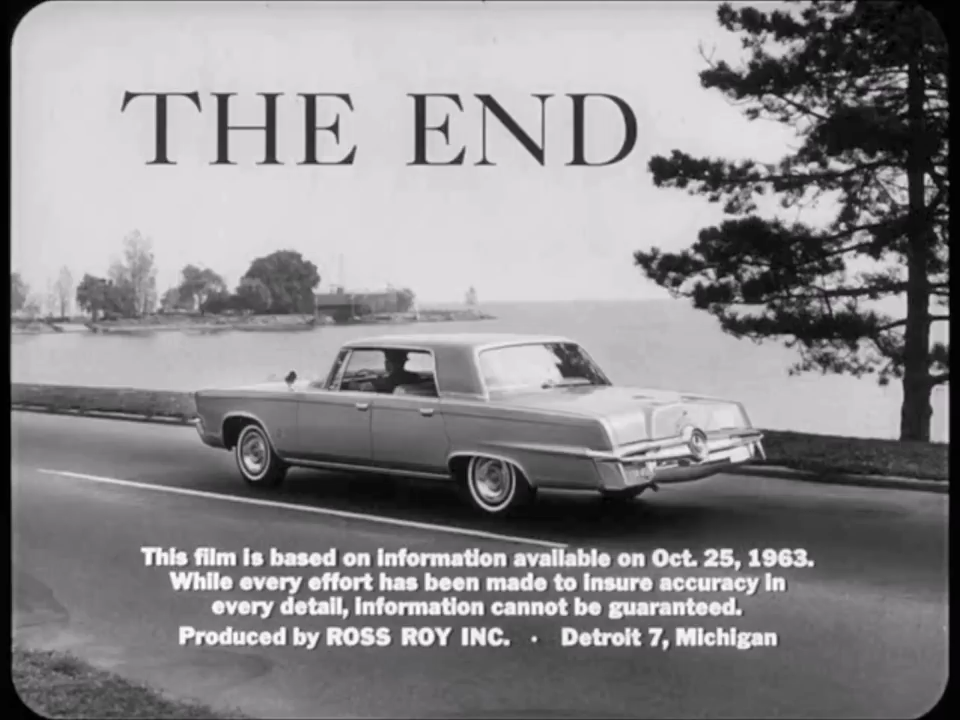 THE END
This film is based on information available on Oct. 25, 1963.
While every effort has been made to insure accuracy in
every detail, information cannot be guaranteed.
Produced by ROSS ROY INC. · Detroit 7, Michigan